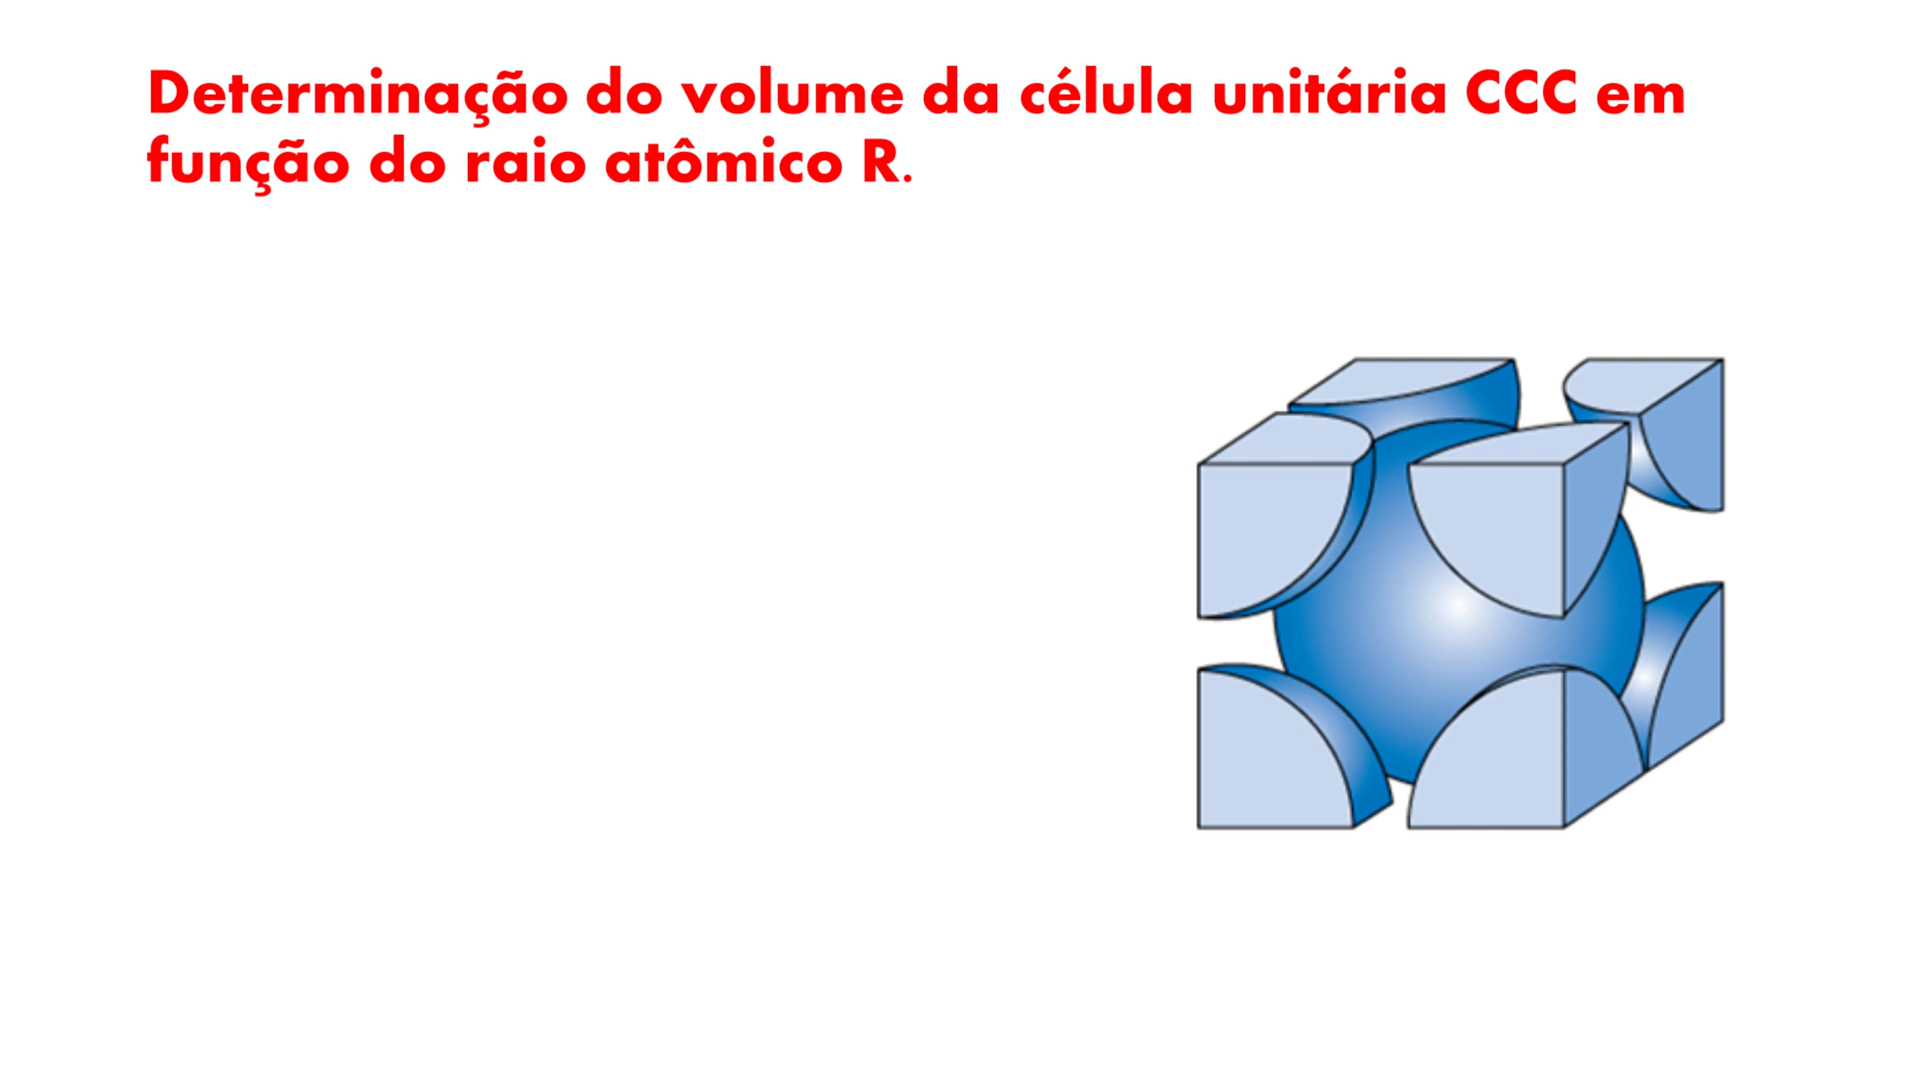 Determinação do volume da célula unitária CCC em
função do raio atômico R.